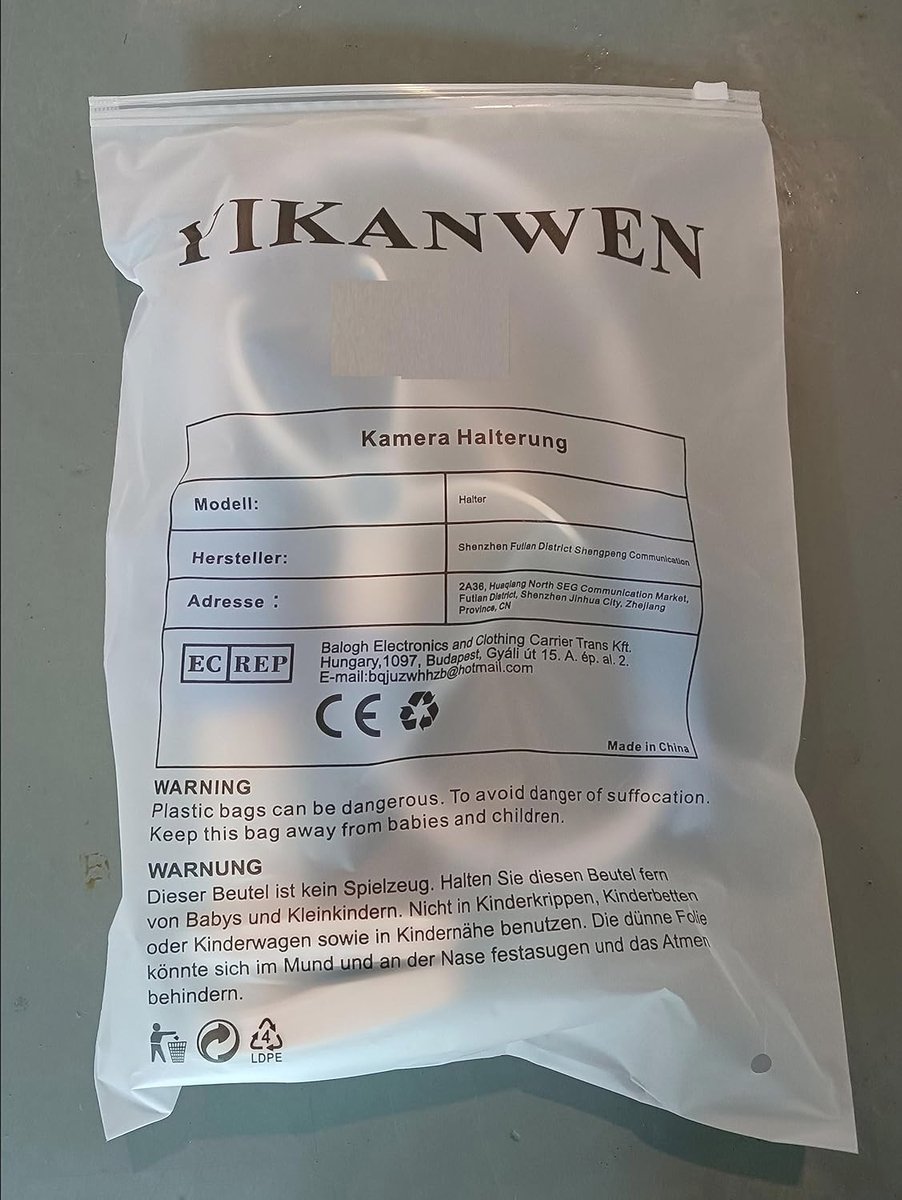 YIKANWEN
Kamera Halterung
Modell:
Halter
Hersteller:
Shenzhen Futian District Shengpeng Communication
Adresse :
2A36, Huaqiang North SEG Communication Market,
Futian District, Shenzhen Jinhua City, Zhejiang
Province, CN
EC REP
Balogh Electronics and Clothing Carrier Trans Kft.
Hungary,1097, Budapest, Gyáli út 15. A. ép. al. 2.
E-mail:bqjuzwhhzb@hotmail.com
CE
Made in China
WARNING
Plastic bags can be dangerous. To avoid danger of suffocation.
Keep this bag away from babies and children.
WARNUNG
Dieser Beutel ist kein Spielzeug. Halten Sie diesen Beutel fern
von Babys und Kleinkindern. Nicht in Kinderkrippen, Kinderbetten
oder Kinderwagen sowie in Kindernähe benutzen. Die dünne Folie
könnte sich im Mund und an der Nase festasugen und das Atmen
behindern.
4
LDPE